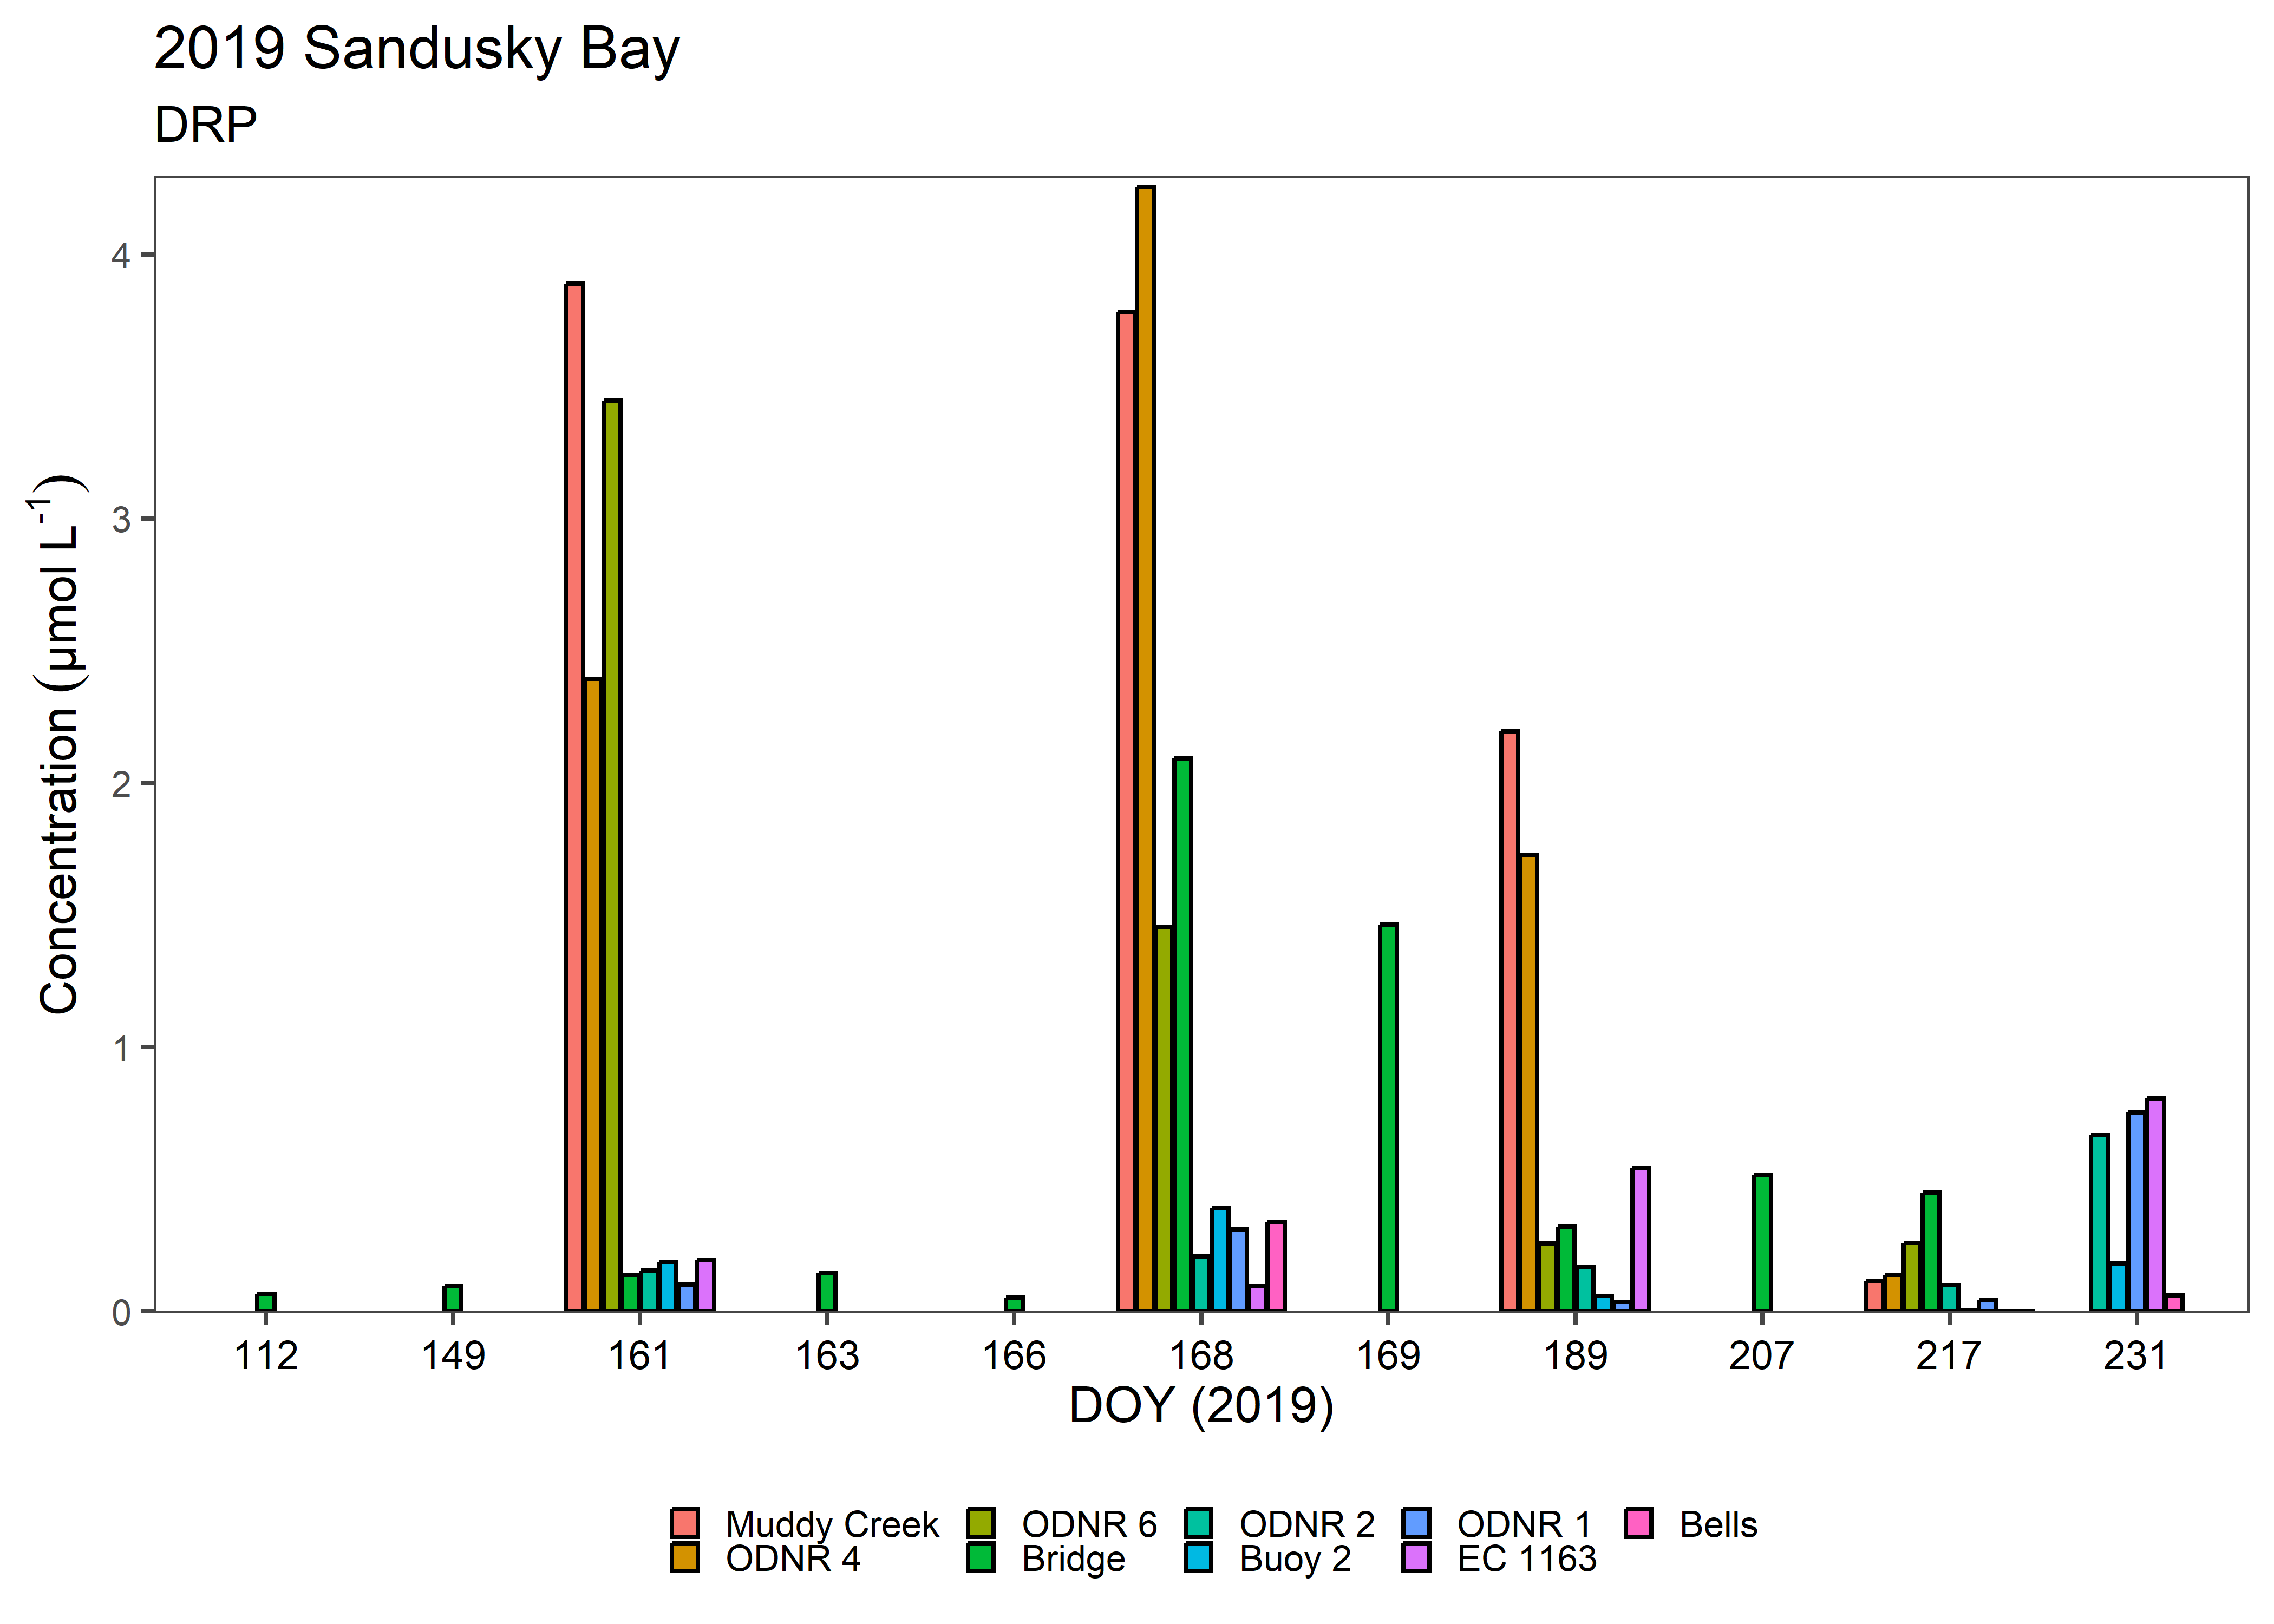 2019 Sandusky Bay
DRP
Concentration (µmol L⁻¹)
4
3
2
1
0
112 149 161 163 166 168 169 189 207 217 231
DOY (2019)
Muddy Creek ODNR 6 ODNR 2 ODNR 1 Bells
ODNR 4 Bridge Buoy 2 EC 1163